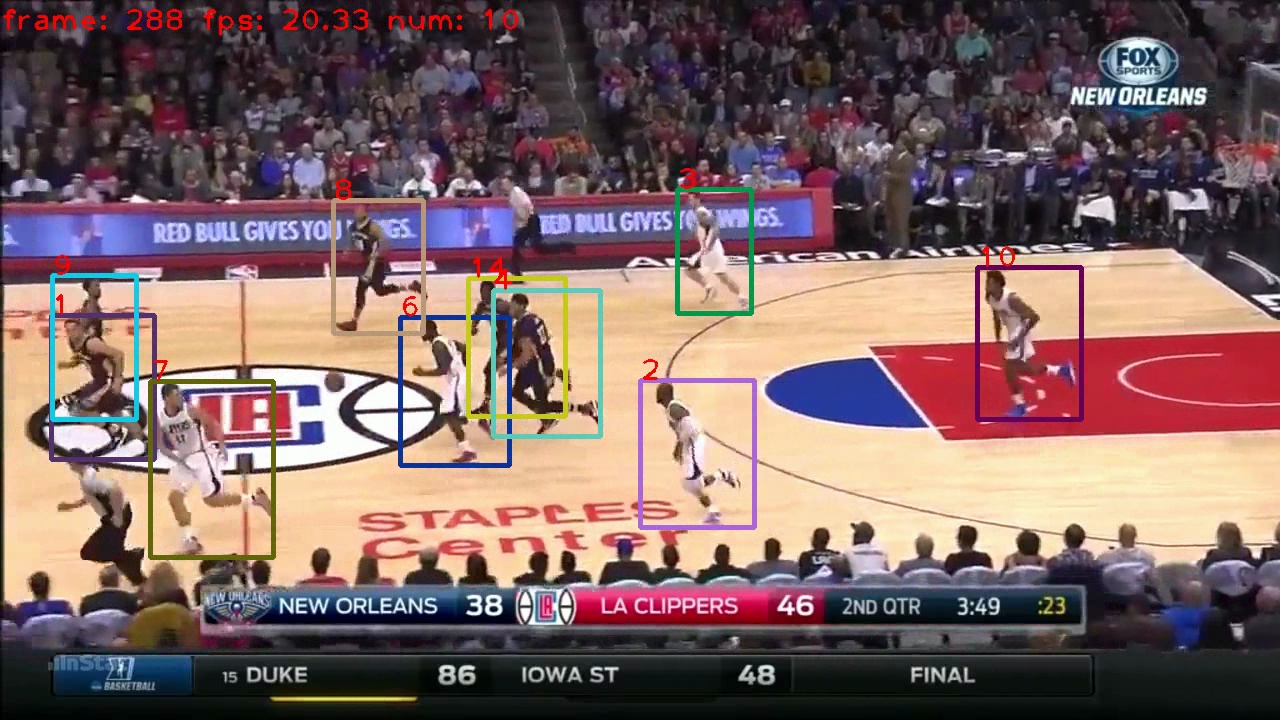 frame: 288 fps: 20.33 num: 10
FOX
SPORTS
NEW ORLEANS
RED BULL GIVES YOU WINGS.
RED BULL GIVES YOU WINGS.
American Airlines
8
3
9
14
4
10
1
6
7
2
LA
STAPLES
Center
NEW ORLEANS 38 LA CLIPPERS 46 2ND QTR 3:49 :23
BASKETBALL 15 DUKE 86 IOWA ST 48 FINAL